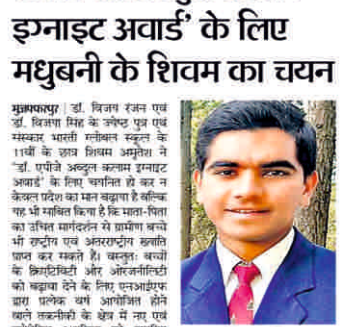 इग्नाइट अवार्ड' के लिए
मधुबनी के शिवम का चयन
मुजफ्फरपुर | डॉ. विजय रंजन एवं
डॉ. विजया सिंह के ज्येष्ठ पुत्र एवं
संस्कार भारती ग्लोबल स्कूल के
11वीं के छात्र शिवम अमृतेश ने
"डॉ. एपीजे अब्दुल कलाम इग्नाइट
अवार्ड" के लिए चयनित हो कर न
केवल प्रदेश का मान बढ़ाया है बल्कि
यह भी साबित किया है कि माता-पिता
का उचित मार्गदर्शन से ग्रामीण बच्चे
भी राष्ट्रीय एवं अंतरराष्ट्रीय ख्याति
प्राप्त कर सकते है। वस्तुतः बच्चों
के क्रिएटिविटी और ओरजनलिटी
को बढ़ावा देने के लिए एनआईएफ
द्वारा प्रत्येक वर्ष आयोजित होने
वाले तकनीकी के क्षेत्र में नए एवं